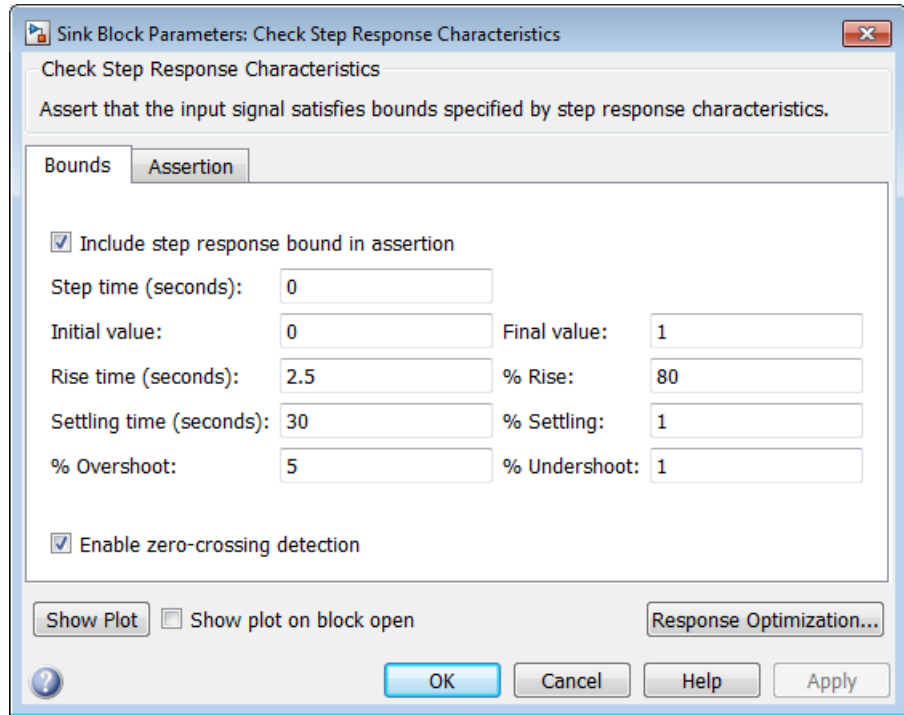 Sink Block Parameters: Check Step Response Characteristics
Check Step Response Characteristics
Assert that the input signal satisfies bounds specified by step response characteristics.
Bounds Assertion
Include step response bound in assertion
Step time (seconds): 0
Initial value: 0 Final value: 1
Rise time (seconds): 2.5 % Rise: 80
Settling time (seconds): 30 % Settling: 1
% Overshoot: 5 % Undershoot: 1
Enable zero-crossing detection
Show Plot Show plot on block open Response Optimization...
? OK Cancel Help Apply